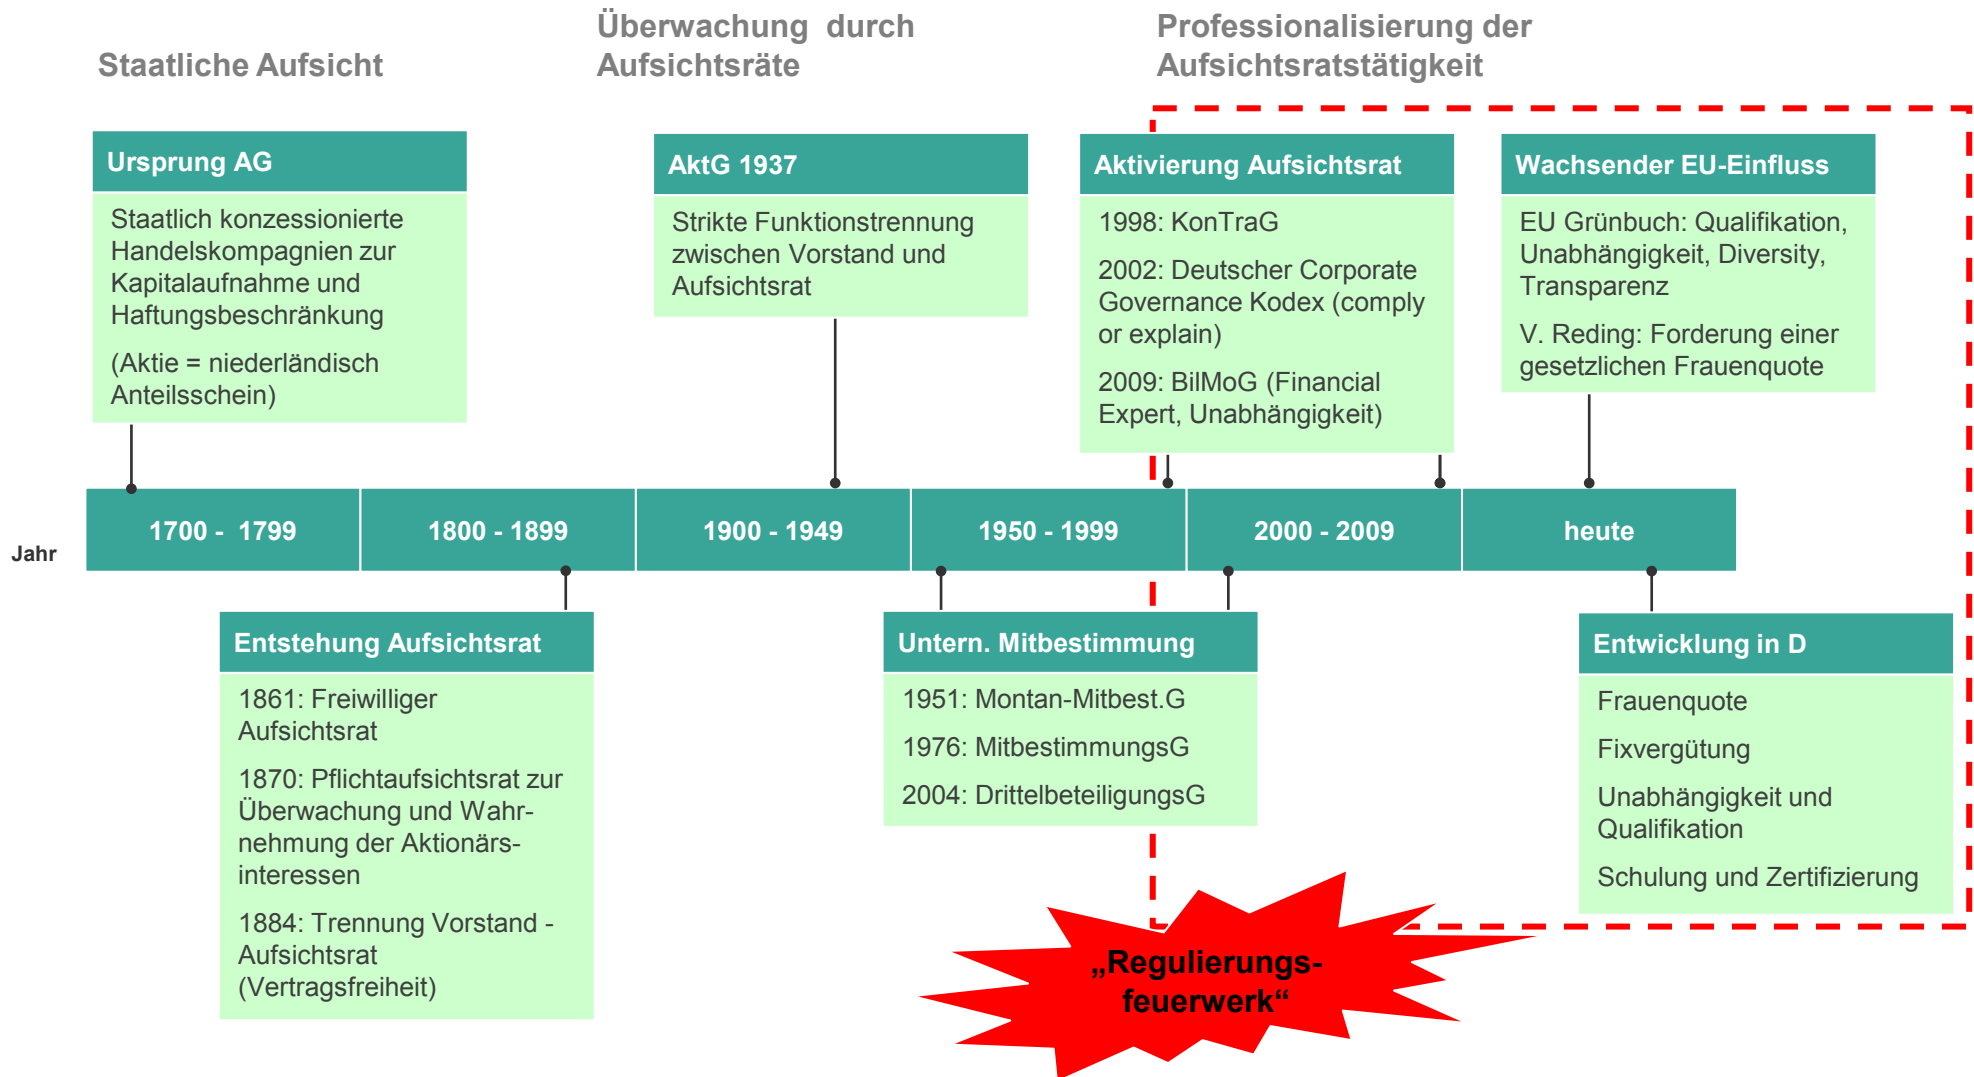 Staatliche Aufsicht
Überwachung durch
Aufsichtsräte
Professionalisierung der
Aufsichtsratstätigkeit
Ursprung AG
Staatlich konzessionierte
Handelskompagnien zur
Kapitalaufnahme und
Haftungsbeschränkung
(Aktie = niederländisch
Anteilsschein)
AktG 1937
Strikte Funktionstrennung
zwischen Vorstand und
Aufsichtsrat
Aktivierung Aufsichtsrat
1998: KonTraG
2002: Deutscher Corporate
Governance Kodex (comply
or explain)
2009: BilMoG (Financial
Expert, Unabhängigkeit)
Wachsender EU-Einfluss
EU Grünbuch: Qualifikation,
Unabhängigkeit, Diversity,
Transparenz
V. Reding: Forderung einer
gesetzlichen Frauenquote
Jahr
1700 - 1799
1800 - 1899
1900 - 1949
1950 - 1999
2000 - 2009
heute
Entstehung Aufsichtsrat
1861: Freiwilliger
Aufsichtsrat
1870: Pflichtaufsichtsrat zur
Überwachung und Wahr-
nehmung der Aktionärs-
interessen
1884: Trennung Vorstand -
Aufsichtsrat
(Vertragsfreiheit)
Untern. Mitbestimmung
1951: Montan-Mitbest.G
1976: MitbestimmungsG
2004: DrittelbeteiligungsG
Entwicklung in D
Frauenquote
Fixvergütung
Unabhängigkeit und
Qualifikation
Schulung und Zertifizierung
„Regulierungs-
feuerwerk“